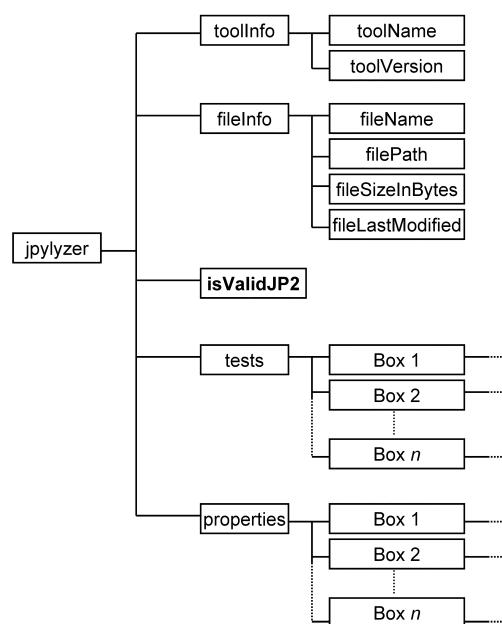 toolInfo
toolName
toolVersion
fileInfo
fileName
filePath
fileSizeInBytes
fileLastModified
jpylyzer
isValidJP2
tests
Box 1
Box 2
Box n
properties
Box 1
Box 2
Box n